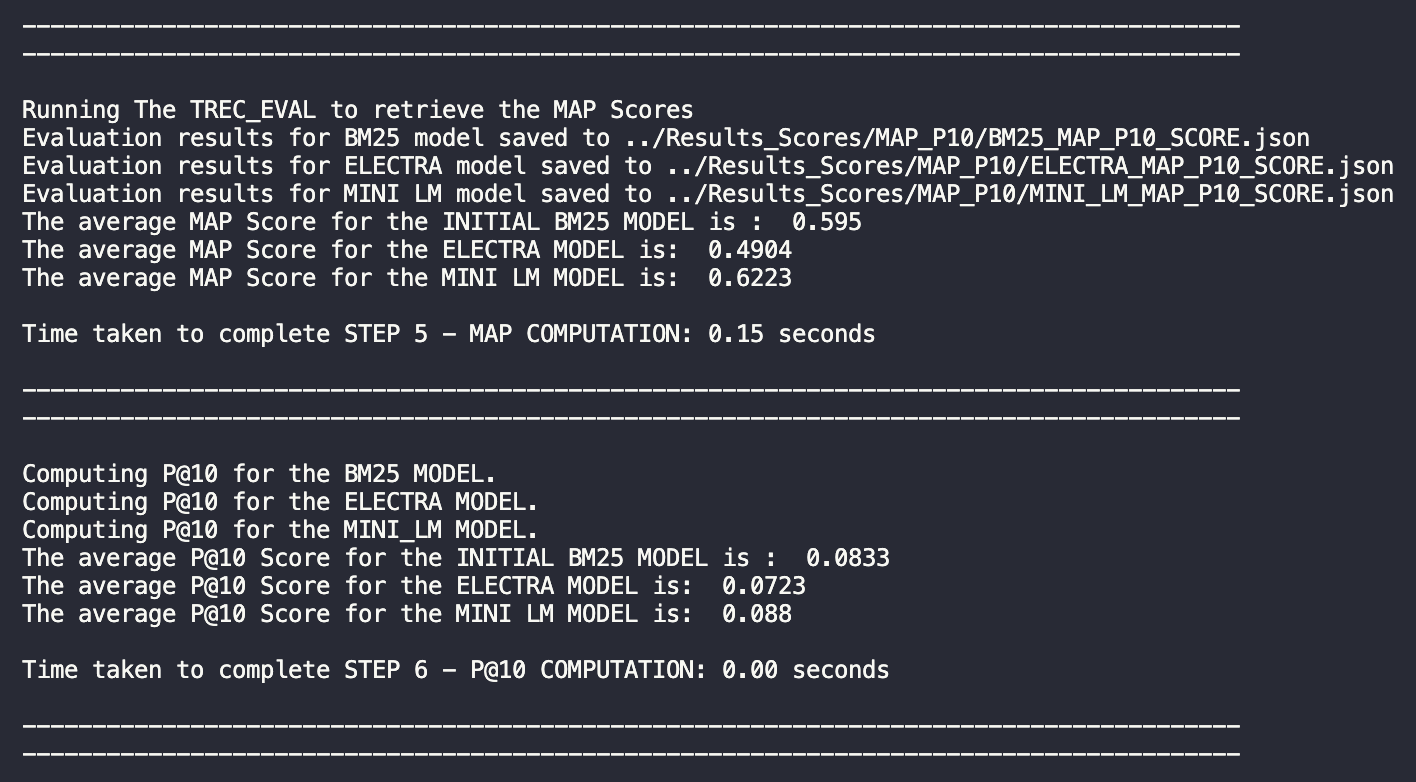 ----------------------------------------------------------------------------------------
----------------------------------------------------------------------------------------
Running The TREC_EVAL to retrieve the MAP Scores
Evaluation results for BM25 model saved to ../Results_Scores/MAP_P10/BM25_MAP_P10_SCORE.json
Evaluation results for ELECTRA model saved to ../Results_Scores/MAP_P10/ELECTRA_MAP_P10_SCORE.json
Evaluation results for MINI LM model saved to ../Results_Scores/MAP_P10/MINI_LM_MAP_P10_SCORE.json
The average MAP Score for the INITIAL BM25 MODEL is :  0.595
The average MAP Score for the ELECTRA MODEL is:  0.4904
The average MAP Score for the MINI LM MODEL is:  0.6223
Time taken to complete STEP 5 - MAP COMPUTATION: 0.15 seconds
----------------------------------------------------------------------------------------
----------------------------------------------------------------------------------------
Computing P@10 for the BM25 MODEL.
Computing P@10 for the ELECTRA MODEL.
Computing P@10 for the MINI_LM MODEL.
The average P@10 Score for the INITIAL BM25 MODEL is :  0.0833
The average P@10 Score for the ELECTRA MODEL is:  0.0723
The average P@10 Score for the MINI LM MODEL is:  0.088
Time taken to complete STEP 6 - P@10 COMPUTATION: 0.00 seconds
----------------------------------------------------------------------------------------
----------------------------------------------------------------------------------------